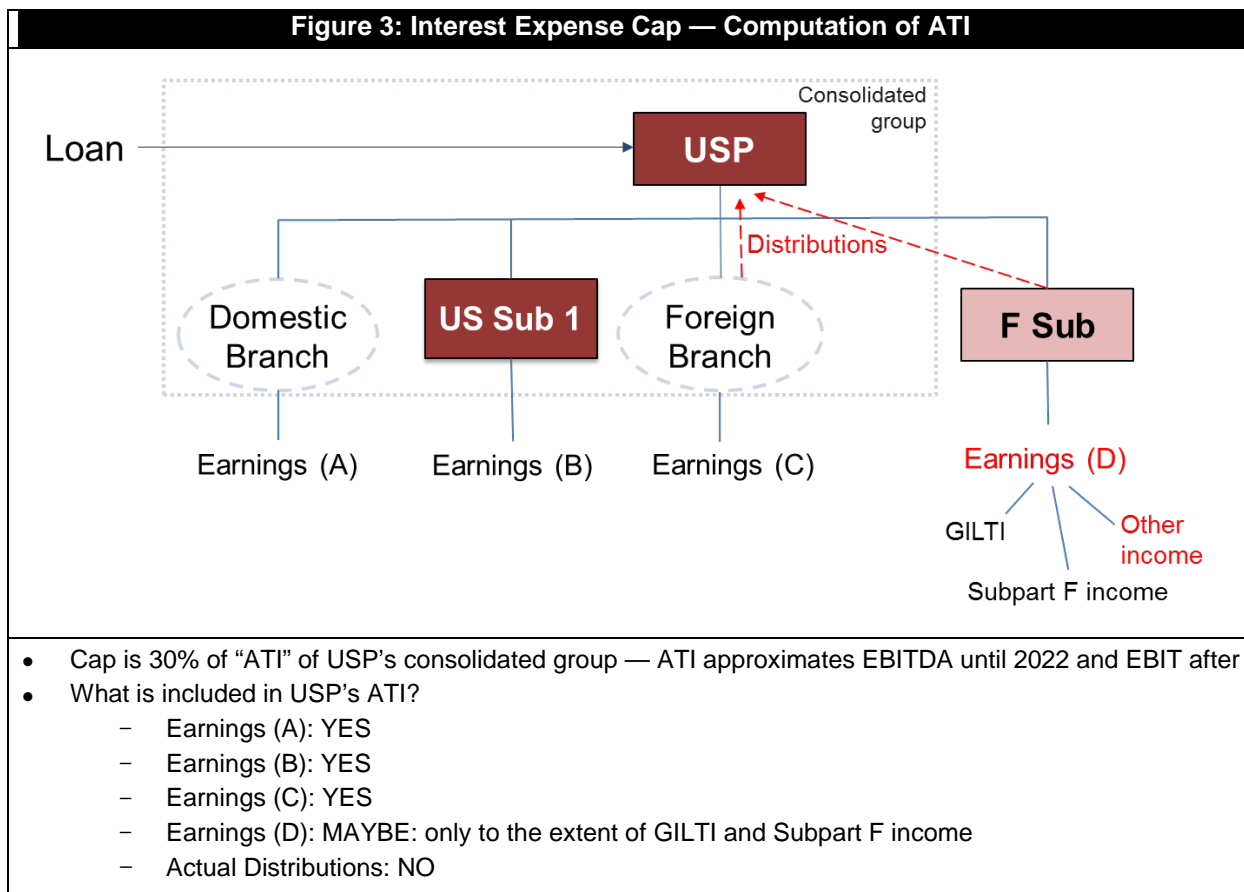 Figure 3: Interest Expense Cap — Computation of ATI
Consolidated
group
Loan
USP
Distributions
Domestic
Branch
US Sub 1
Foreign
Branch
F Sub
Earnings (A)
Earnings (B)
Earnings (C)
Earnings (D)
GILTI
Other
income
Subpart F income
• Cap is 30% of “ATI” of USP’s consolidated group — ATI approximates EBITDA until 2022 and EBIT after
• What is included in USP’s ATI?
− Earnings (A): YES
− Earnings (B): YES
− Earnings (C): YES
− Earnings (D): MAYBE: only to the extent of GILTI and Subpart F income
− Actual Distributions: NO